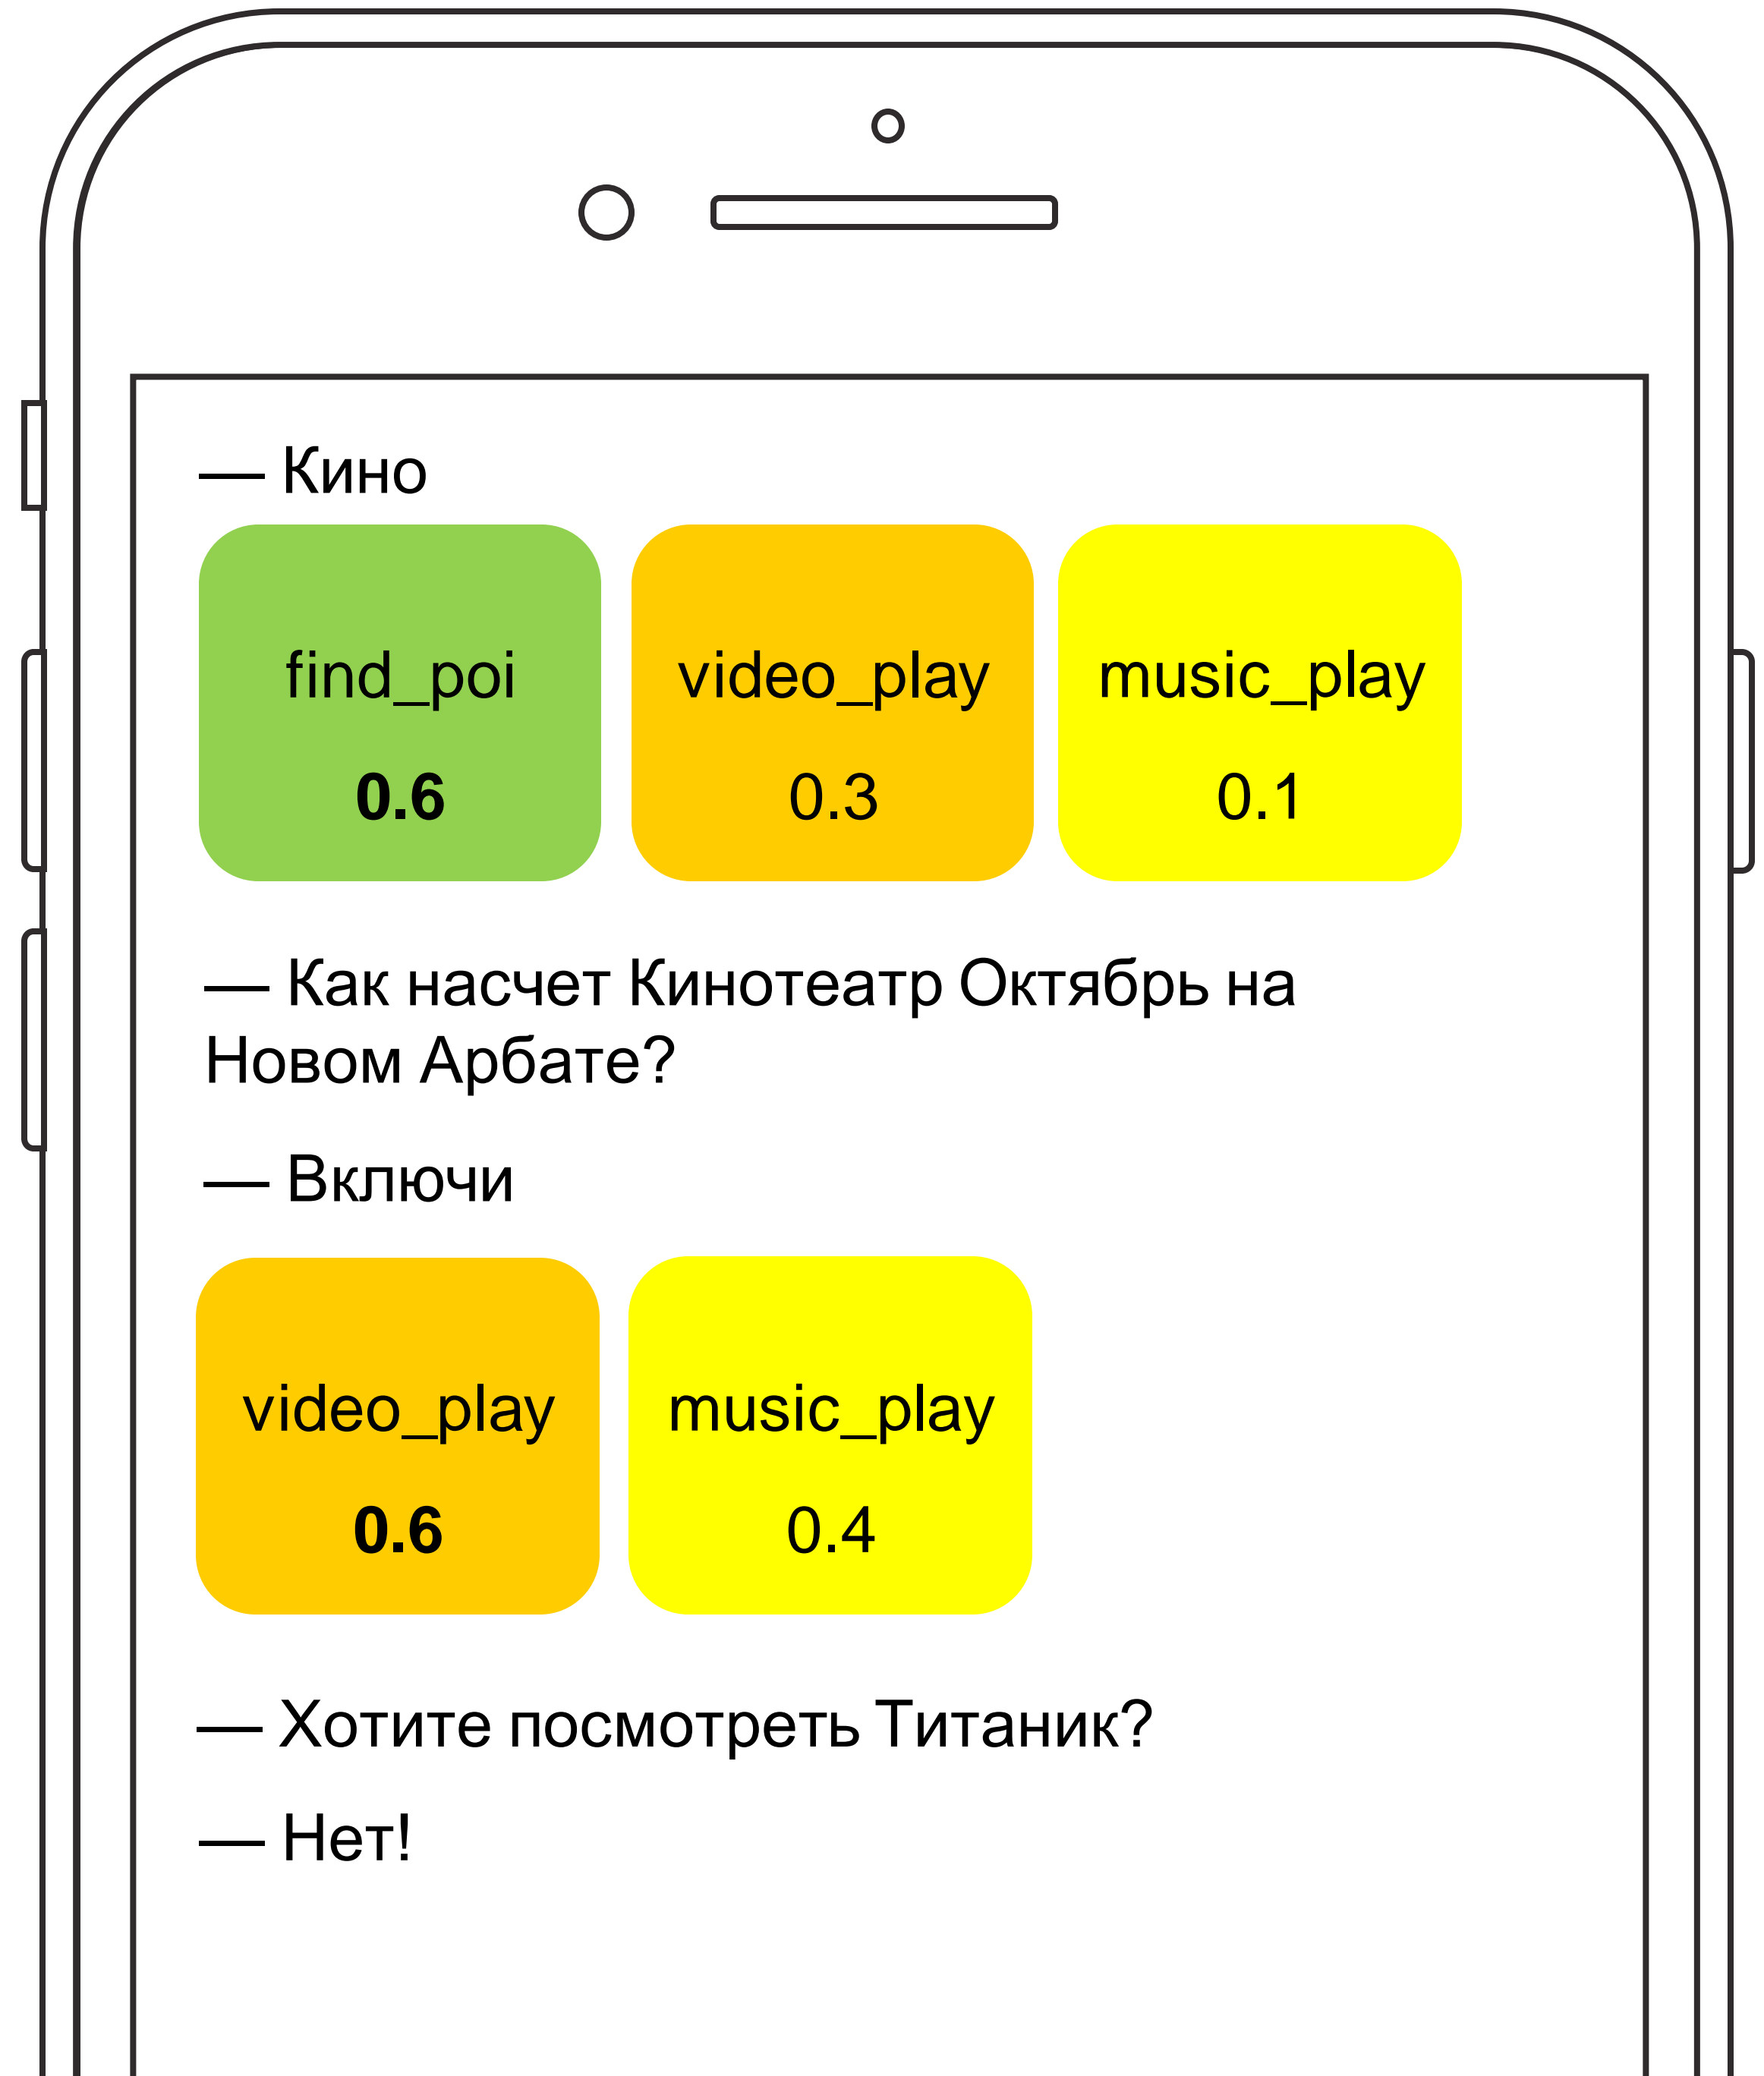 — Кино
find_poi video_play music_play
0.6 0.3 0.1
— Как насчет Кинотеатр Октябрь на
Новом Арбате?
— Включи
video_play music_play
0.6 0.4
— Хотите посмотреть Титаник?
— Нет!